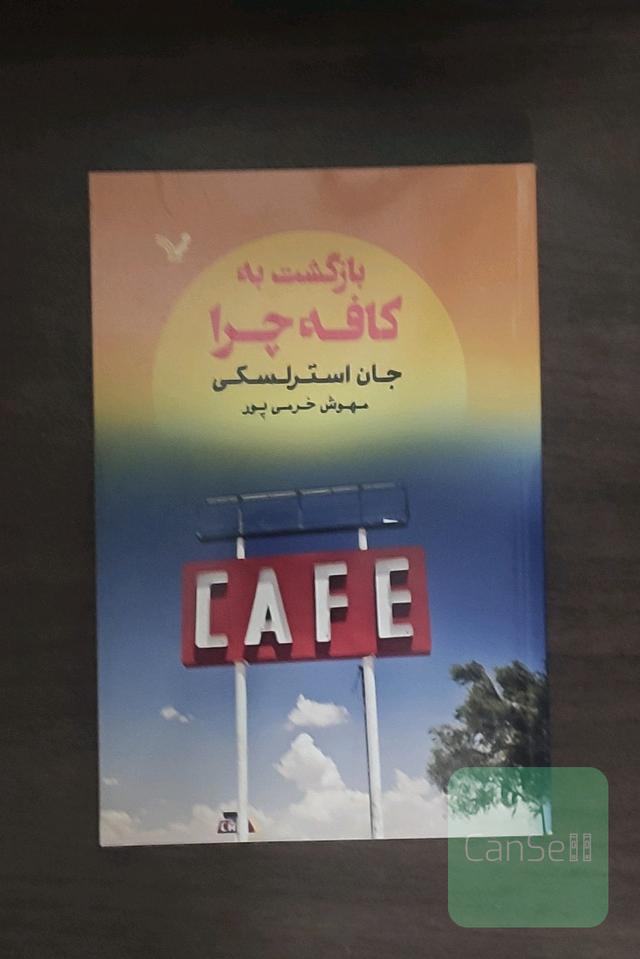 بازگشت به
کافه چرا
جان استرلسکی
مهوش خرمی پور
CAFE
CanSell